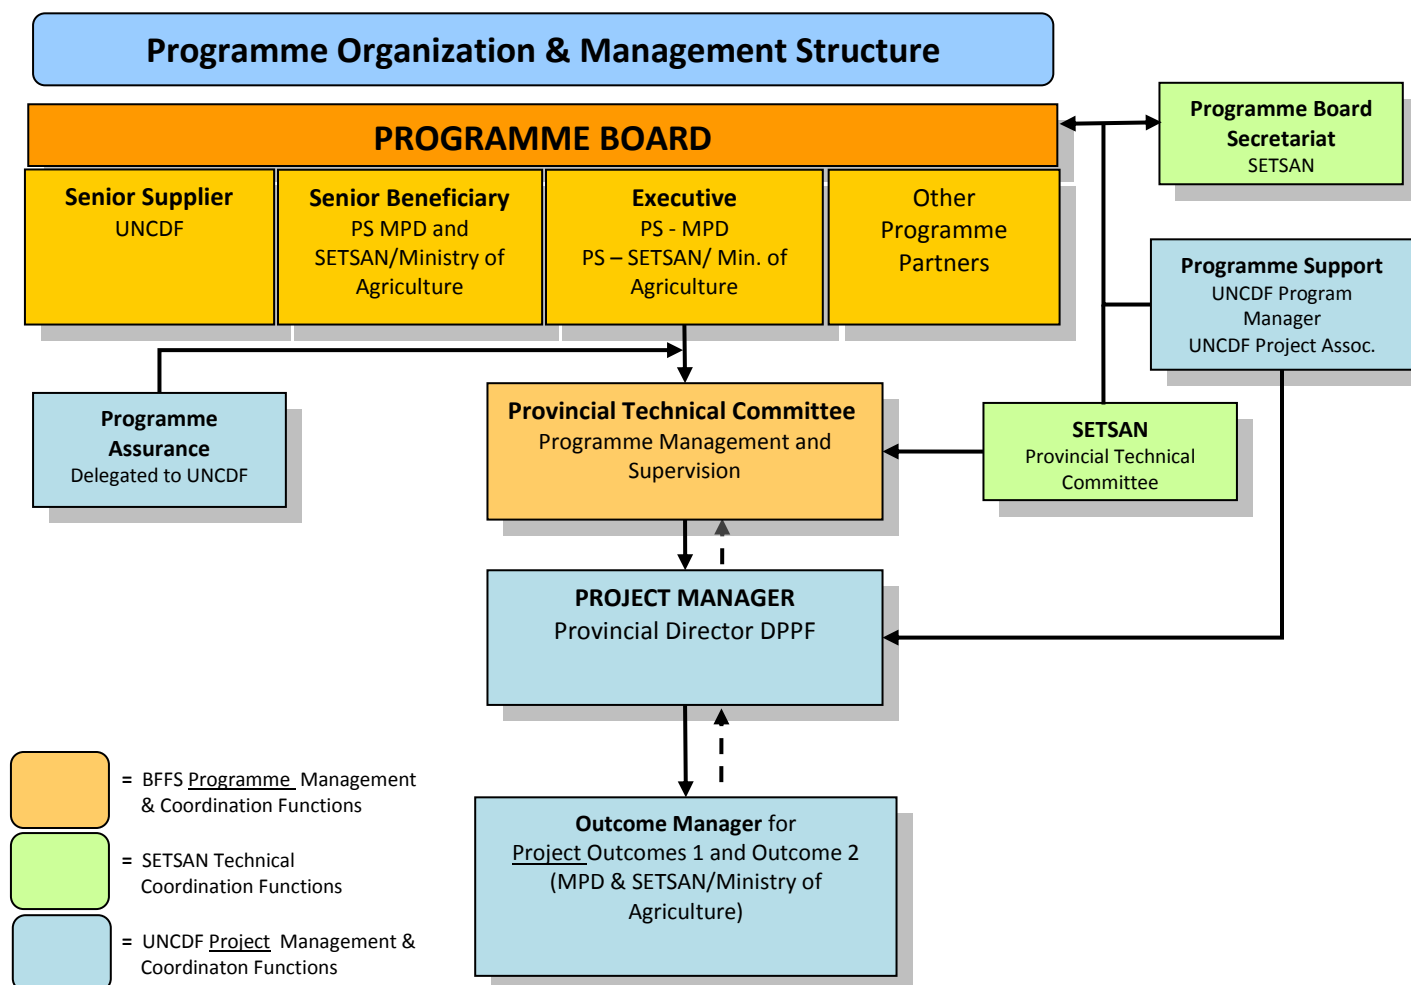 Programme Organization & Management Structure
PROGRAMME BOARD
Programme Board
Secretariat
SETSAN
Senior Supplier
UNCDF
Senior Beneficiary
PS MPD and
SETSAN/Ministry of
Agriculture
Executive
PS - MPD
PS – SETSAN/ Min. of
Agriculture
Other
Programme
Partners
Programme Support
UNCDF Program
Manager
UNCDF Project Assoc.
Programme
Assurance
Delegated to UNCDF
Provincial Technical Committee
Programme Management and
Supervision
SETSAN
Provincial Technical
Committee
PROJECT MANAGER
Provincial Director DPPF
Outcome Manager for
Project Outcomes 1 and Outcome 2
(MPD & SETSAN/Ministry of
Agriculture)
= BFFS Programme Management
& Coordination Functions
= SETSAN Technical
Coordination Functions
= UNCDF Project Management &
Coordinaton Functions